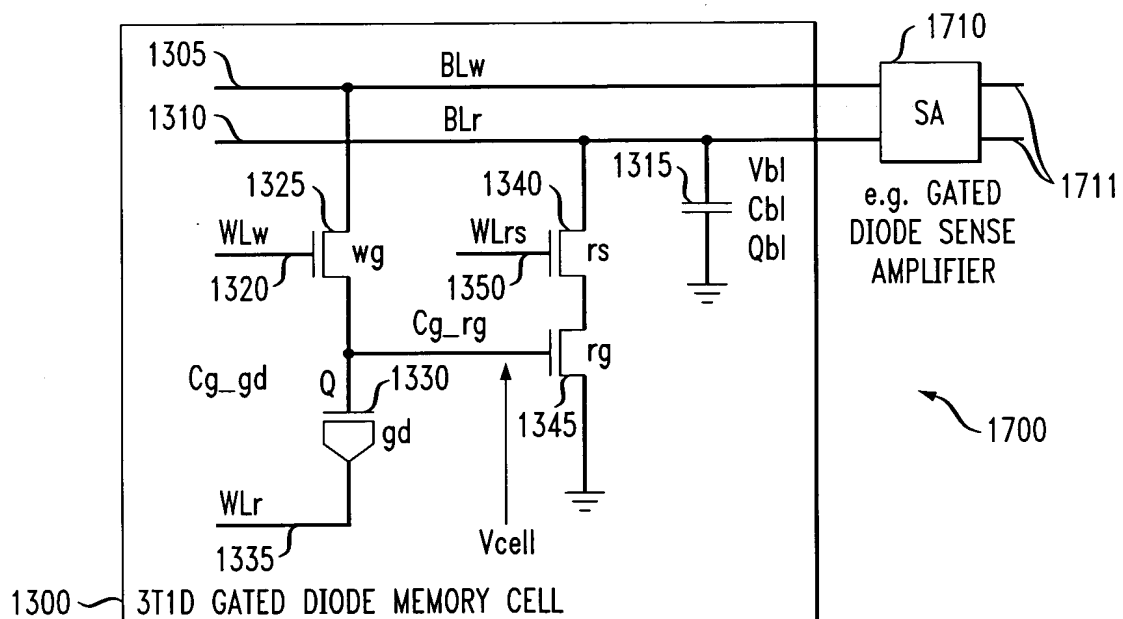 1305
BLw
1710
SA
1310
BLr
1711
1325
1340
1315
Vbl
Cbl
Qbl
e.g. GATED
DIODE SENSE
AMPLIFIER
WLw
wg
1320
WLrs
rs
1350
Cg_rg
rg
Cg_gd
Q
1330
1345
gd
1700
WLr
1335
Vcell
1300
3T1D GATED DIODE MEMORY CELL